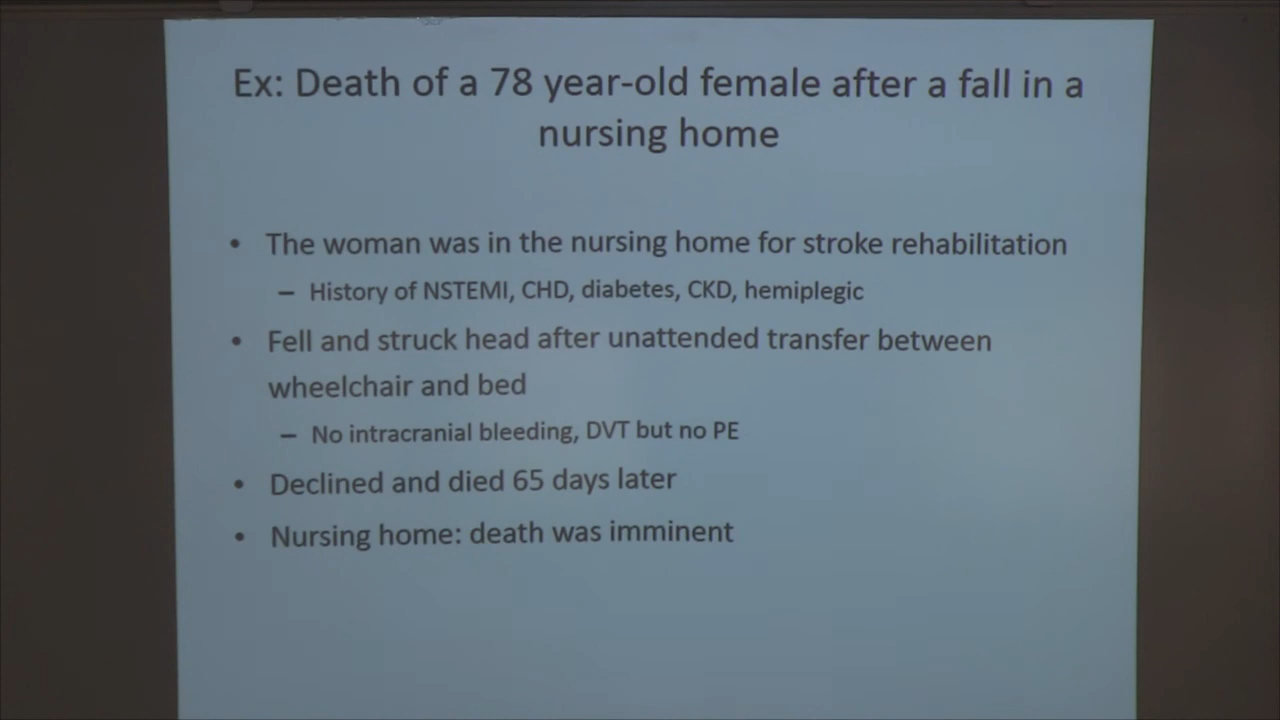 Ex: Death of a 78 year-old female after a fall in a
nursing home
• The woman was in the nursing home for stroke rehabilitation
– History of NSTEMI, CHD, diabetes, CKD, hemiplegic
• Fell and struck head after unattended transfer between
wheelchair and bed
– No intracranial bleeding, DVT but no PE
• Declined and died 65 days later
• Nursing home: death was imminent